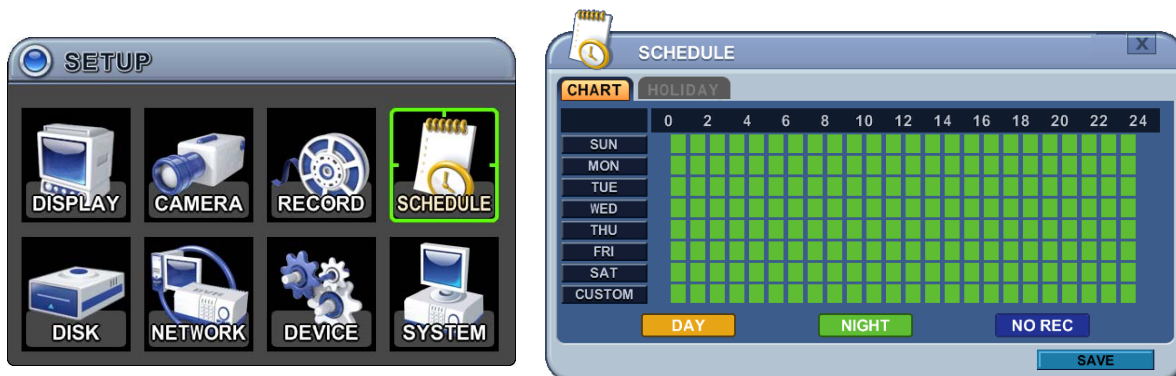 SETUP
DISPLAY CAMERA RECORD SCHEDULE
DISK NETWORK DEVICE SYSTEM
SCHEDULE X
CHART HOLIDAY
0 2 4 6 8 10 12 14 16 18 20 22 24
SUN
MON
TUE
WED
THU
FRI
SAT
CUSTOM
DAY NIGHT NO REC
SAVE